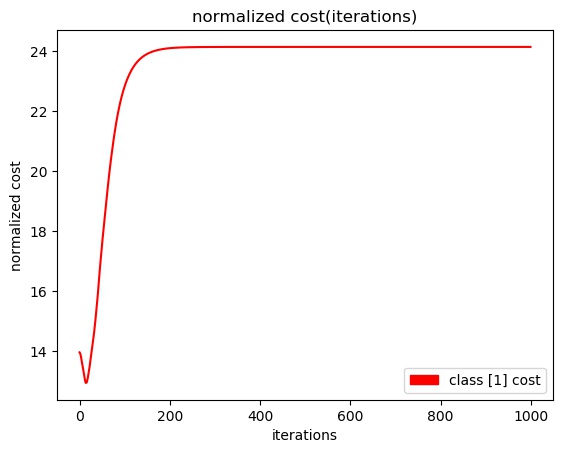 normalized cost(iterations)
normalized cost
24
22
20
18
16
14
0 200 400 600 800 1000
iterations
class [1] cost